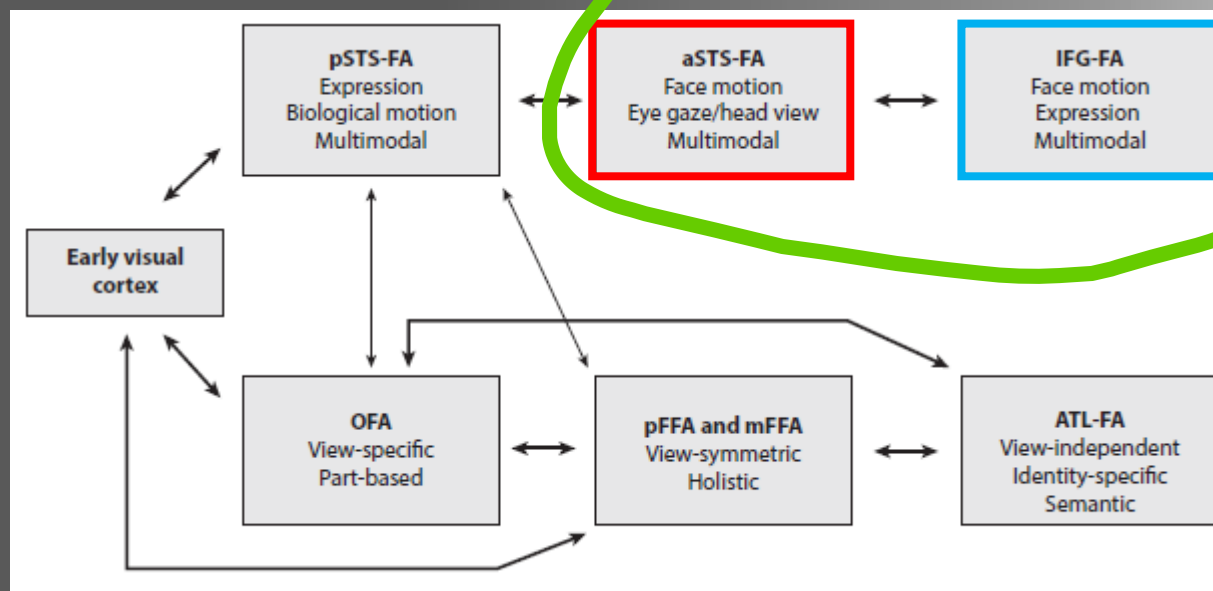 pSTS-FA
Expression
Biological motion
Multimodal
aSTS-FA
Face motion
Eye gaze/head view
Multimodal
IFG-FA
Face motion
Expression
Multimodal
Early visual
cortex
OFA
View-specific
Part-based
pFFA and mFFA
View-symmetric
Holistic
ATL-FA
View-independent
Identity-specific
Semantic